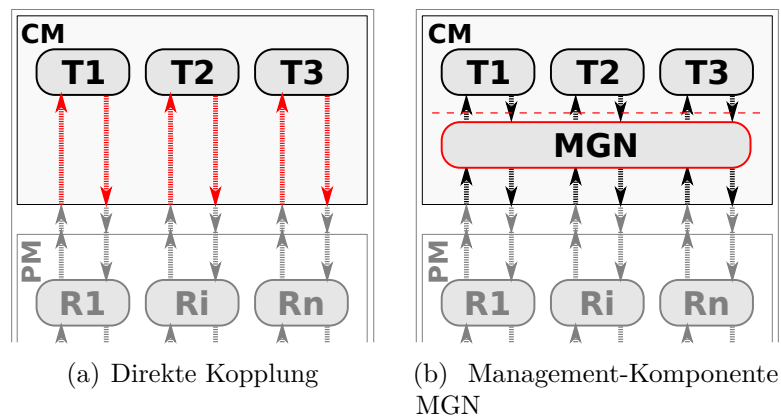 CM
T1 T2 T3
PM
R1 Ri Rn
(a) Direkte Kopplung
CM
T1 T2 T3
MGN
PM
R1 Ri Rn
(b) Management-Komponente
MGN